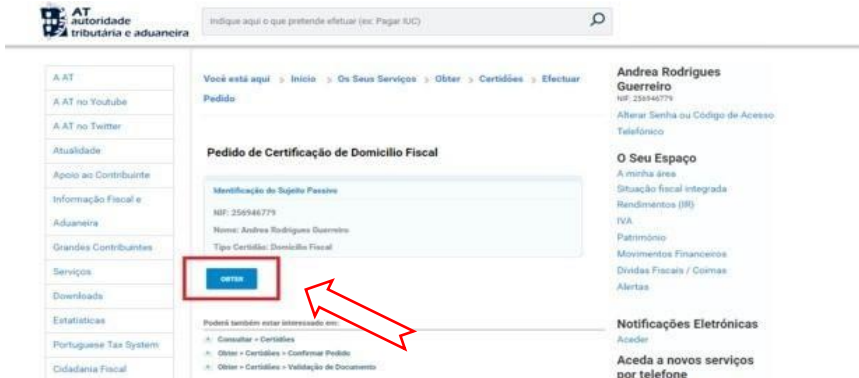 AT
autoridade
tributária e aduaneira
Indique aqui o que pretende efetuar (ex: Pagar IUC)
A AT
A AT no Youtube
A AT no Twitter
Atualidade
Apoio ao Contribuinte
Informação Fiscal e
Aduaneira
Grandes Contribuintes
Serviços
Downloads
Estatísticas
Portuguese Tax System
Cidadania Fiscal
Você está aqui > Início > Os Seus Serviços > Obter > Certidões > Efectuar
Pedido
Pedido de Certificação de Domicilio Fiscal
Identificação do Sujeito Passivo
NIF: 256946779
Nome: Andrea Rodrigues Guerreiro
Tipo Certidão: Domicílio Fiscal
OBTER
Poderá também estar interessado em:
Consultar » Certidões
Obter » Certidões » Confirmar Pedido
Obter » Certidões » Validação de Documento
Andrea Rodrigues
Guerreiro
NIF: 256946779
Alterar Senha ou Código de Acesso
Telefónico
O Seu Espaço
A minha área
Situação fiscal integrada
Rendimentos (IR)
IVA
Património
Movimentos Financeiros
Dívidas Fiscais / Coimas
Alertas
Notificações Eletrónicas
Aceder
Aceda a novos serviços
por telefone